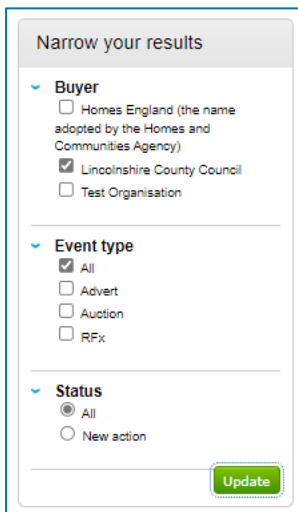 Narrow your results
Buyer
Homes England (the name
adopted by the Homes and
Communities Agency)
Lincolnshire County Council
Test Organisation
Event type
All
Advert
Auction
RFx
Status
All
New action
Update